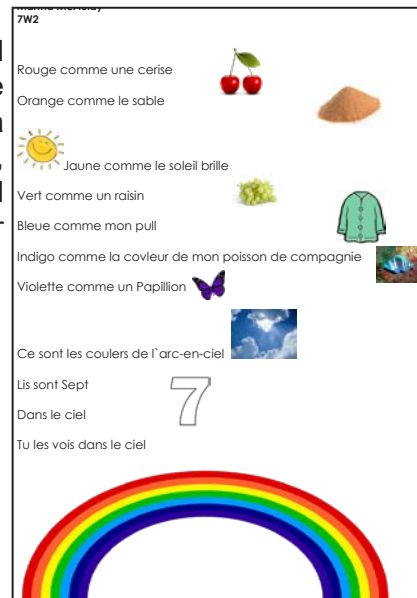 7W2
Rouge comme une cerise
Orange comme le sable
Jaune comme le soleil brille
Vert comme un raisin
Bleue comme mon pull
Indigo comme la covleur de mon poisson de compagnie
Violette comme un Papillion
Ce sont les coulers de l`arc-en-ciel
Lis sont Sept
7
Dans le ciel
Tu les vois dans le ciel